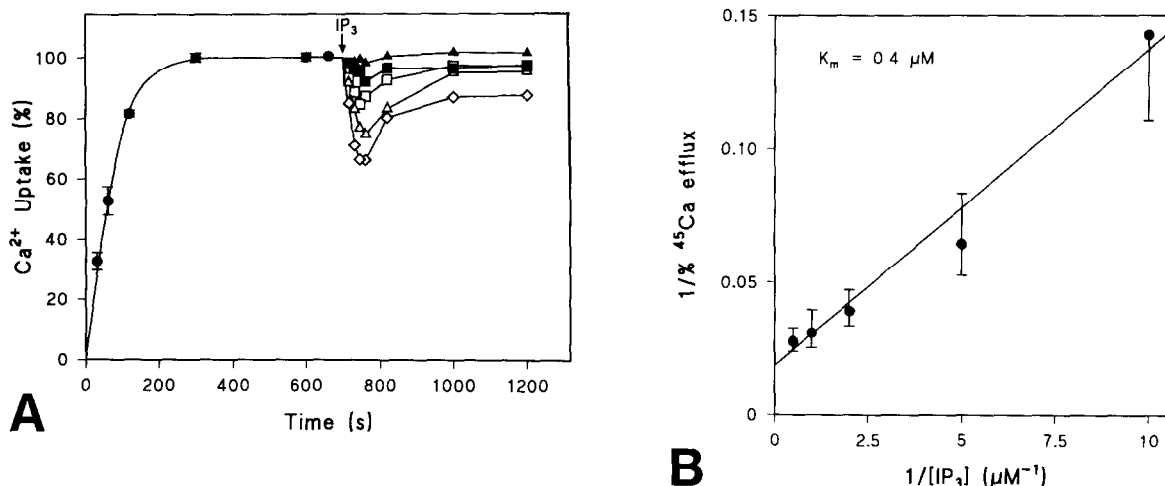 IP3
100
80
60
40
20
0
Ca2+ Uptake (%)
0 200 400 600 800 1000 1200
Time (s)
A
0.15
0.10
0.05
0
1/% 45Ca efflux
Km = 0 4 µM
0 2.5 5 7.5 10
1/[IP3] (µM−1)
B